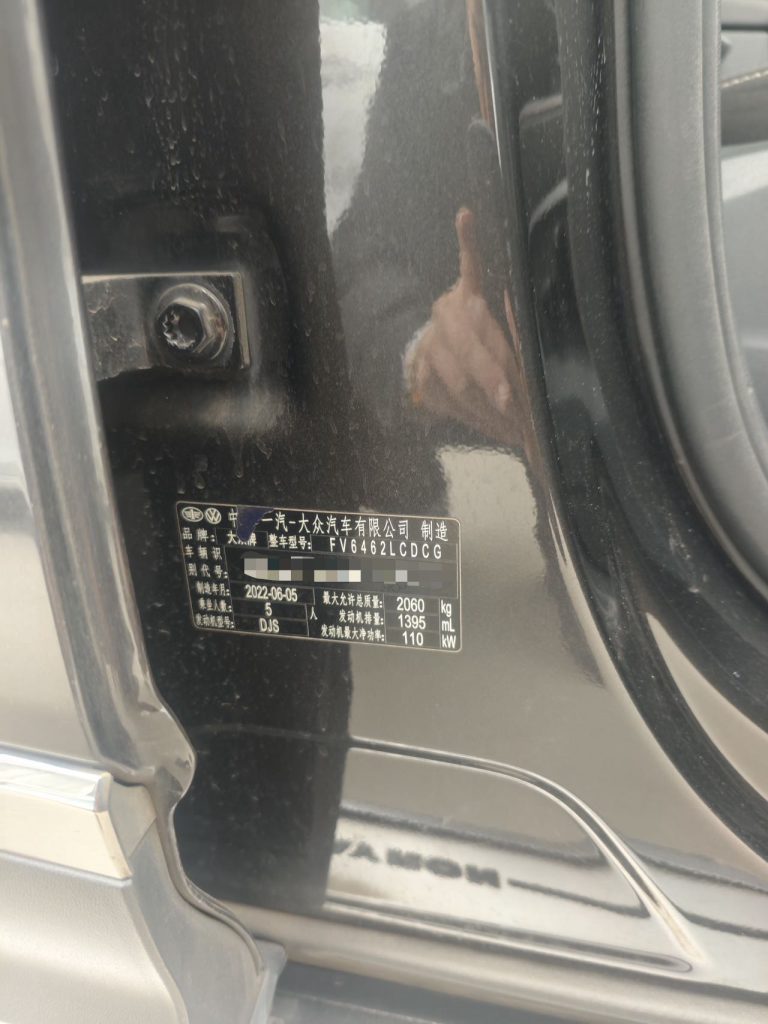 中 一汽-大众汽车有限公司 制造
品牌: 大 牌 整车型号: FV6462LCDCG
车辆识
别代号:
制造年月: 2022-06-05 最大允许总质量: 2060 kg
乘坐人数: 5 人 发动机排量: 1395 mL
发动机型号: DJS 发动机最大净功率: 110 kW